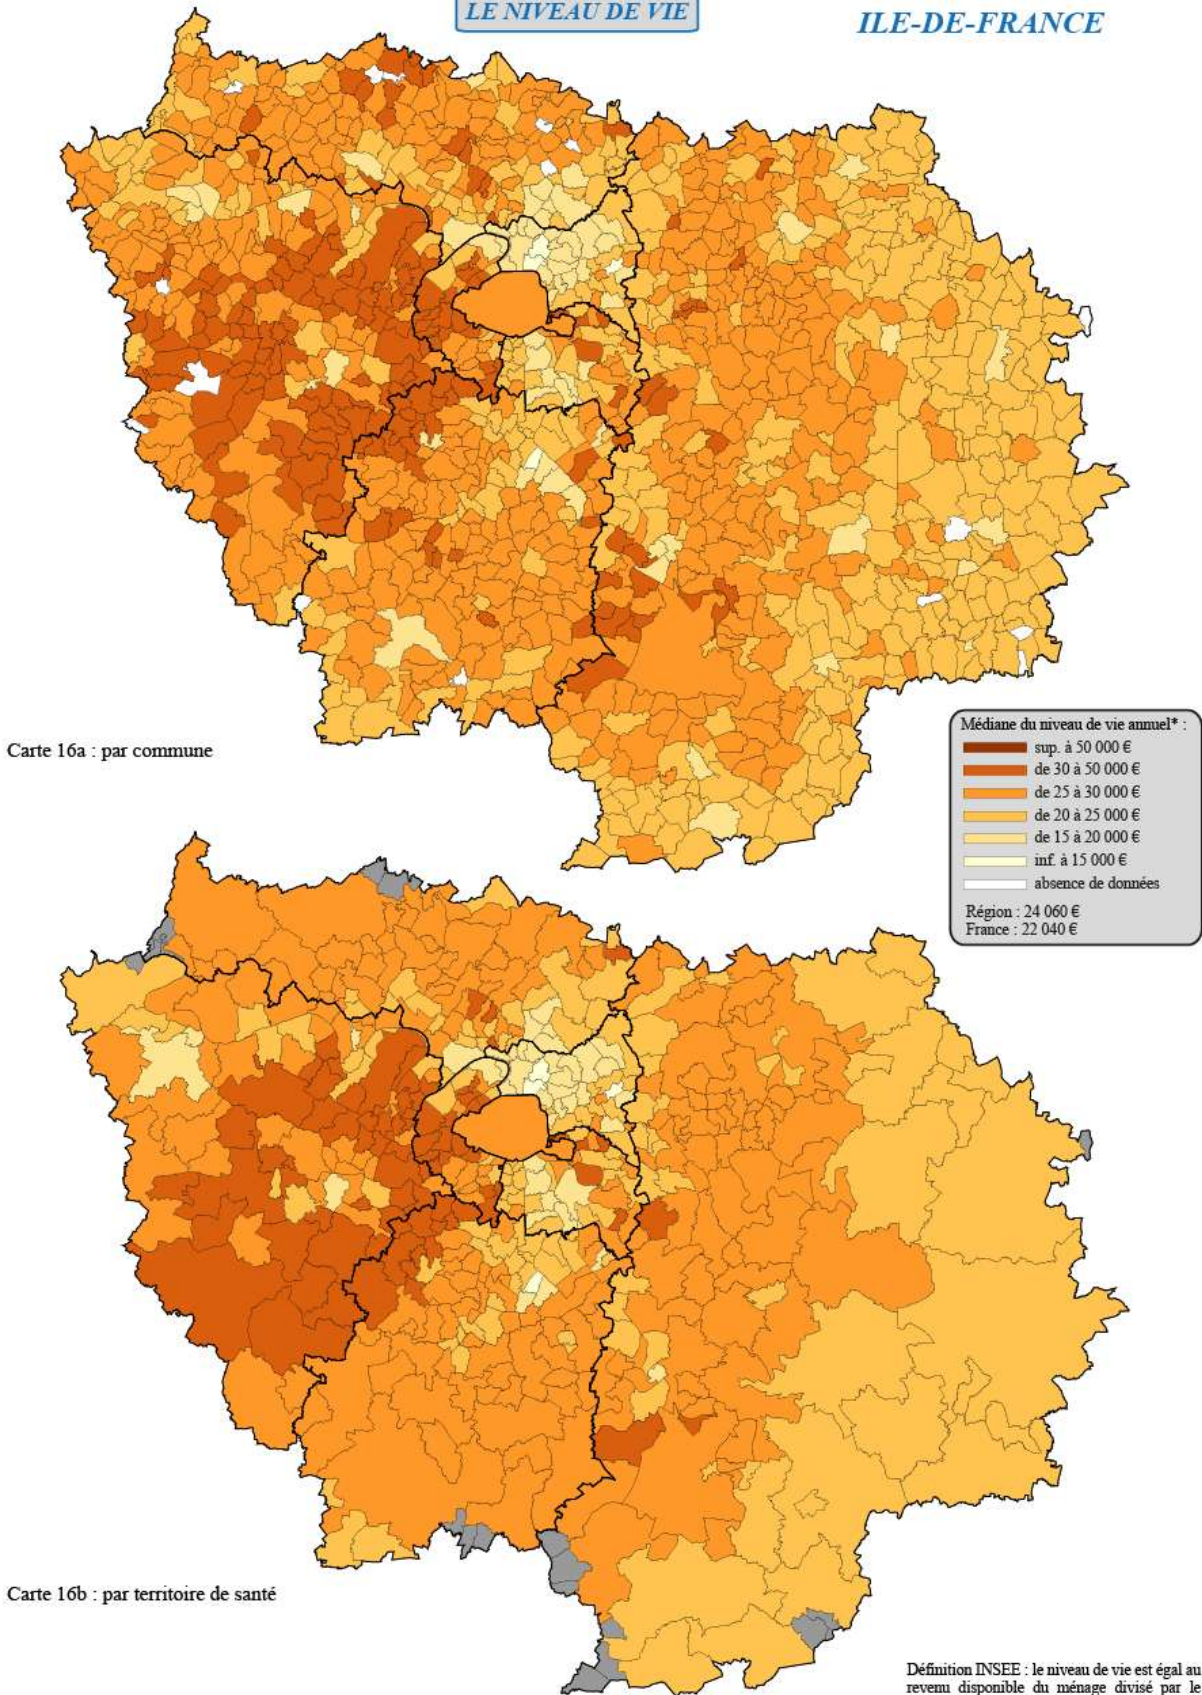 LE NIVEAU DE VIE
ILE-DE-FRANCE
Carte 16a : par commune
Médiane du niveau de vie annuel* :
sup. à 50 000 €
de 30 à 50 000 €
de 25 à 30 000 €
de 20 à 25 000 €
de 15 à 20 000 €
inf. à 15 000 €
absence de données
Région : 24 060 €
France : 22 040 €
Carte 16b : par territoire de santé
Définition INSEE : le niveau de vie est égal au
revenu disponible du ménage divisé par le